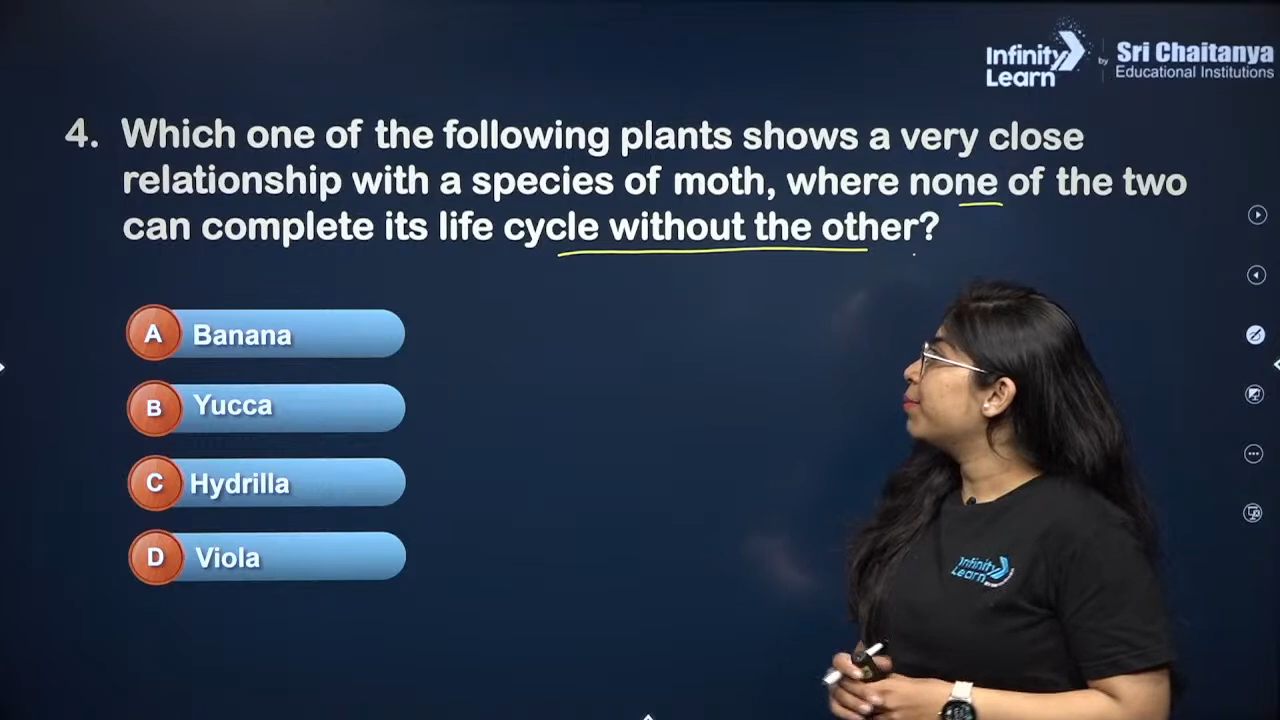 Infinity Learn by Sri Chaitanya Educational Institutions
4. Which one of the following plants shows a very close
relationship with a species of moth, where none of the two
can complete its life cycle without the other?
A Banana
B Yucca
C Hydrilla
D Viola
Infinity Learn